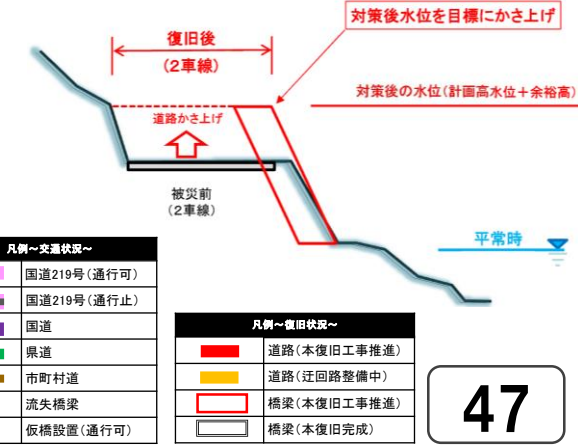 対策後水位を目標にかさ上げ
復旧後
(2車線)
対策後の水位(計画高水位+余裕高)
道路かさ上げ
被災前
(2車線)
平常時
凡例~交通状況~
国道219号(通行可)
国道219号(通行止)
国道
県道
市町村道
流失橋梁
仮橋設置(通行可)
凡例~復旧状況~
道路(本復旧工事推進)
道路(迂回路整備中)
橋梁(本復旧工事推進)
橋梁(本復旧完成)
47